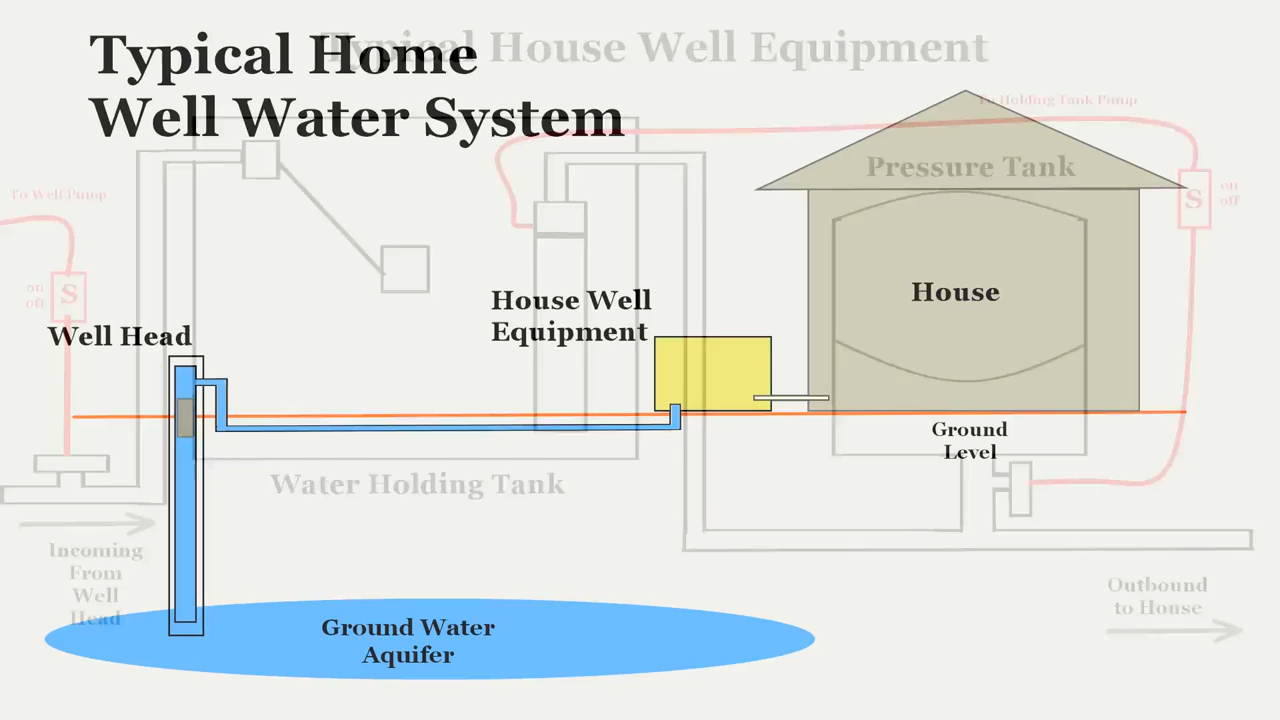 Typical Home
Well Water System
Typical House Well Equipment
To Holding Tank Pump
Pressure Tank
To Well Pump
S
on
off
S
on
off
House
House Well
Equipment
Well Head
Ground
Level
Water Holding Tank
Incoming
From
Well
Head
Outbound
to House
Ground Water
Aquifer